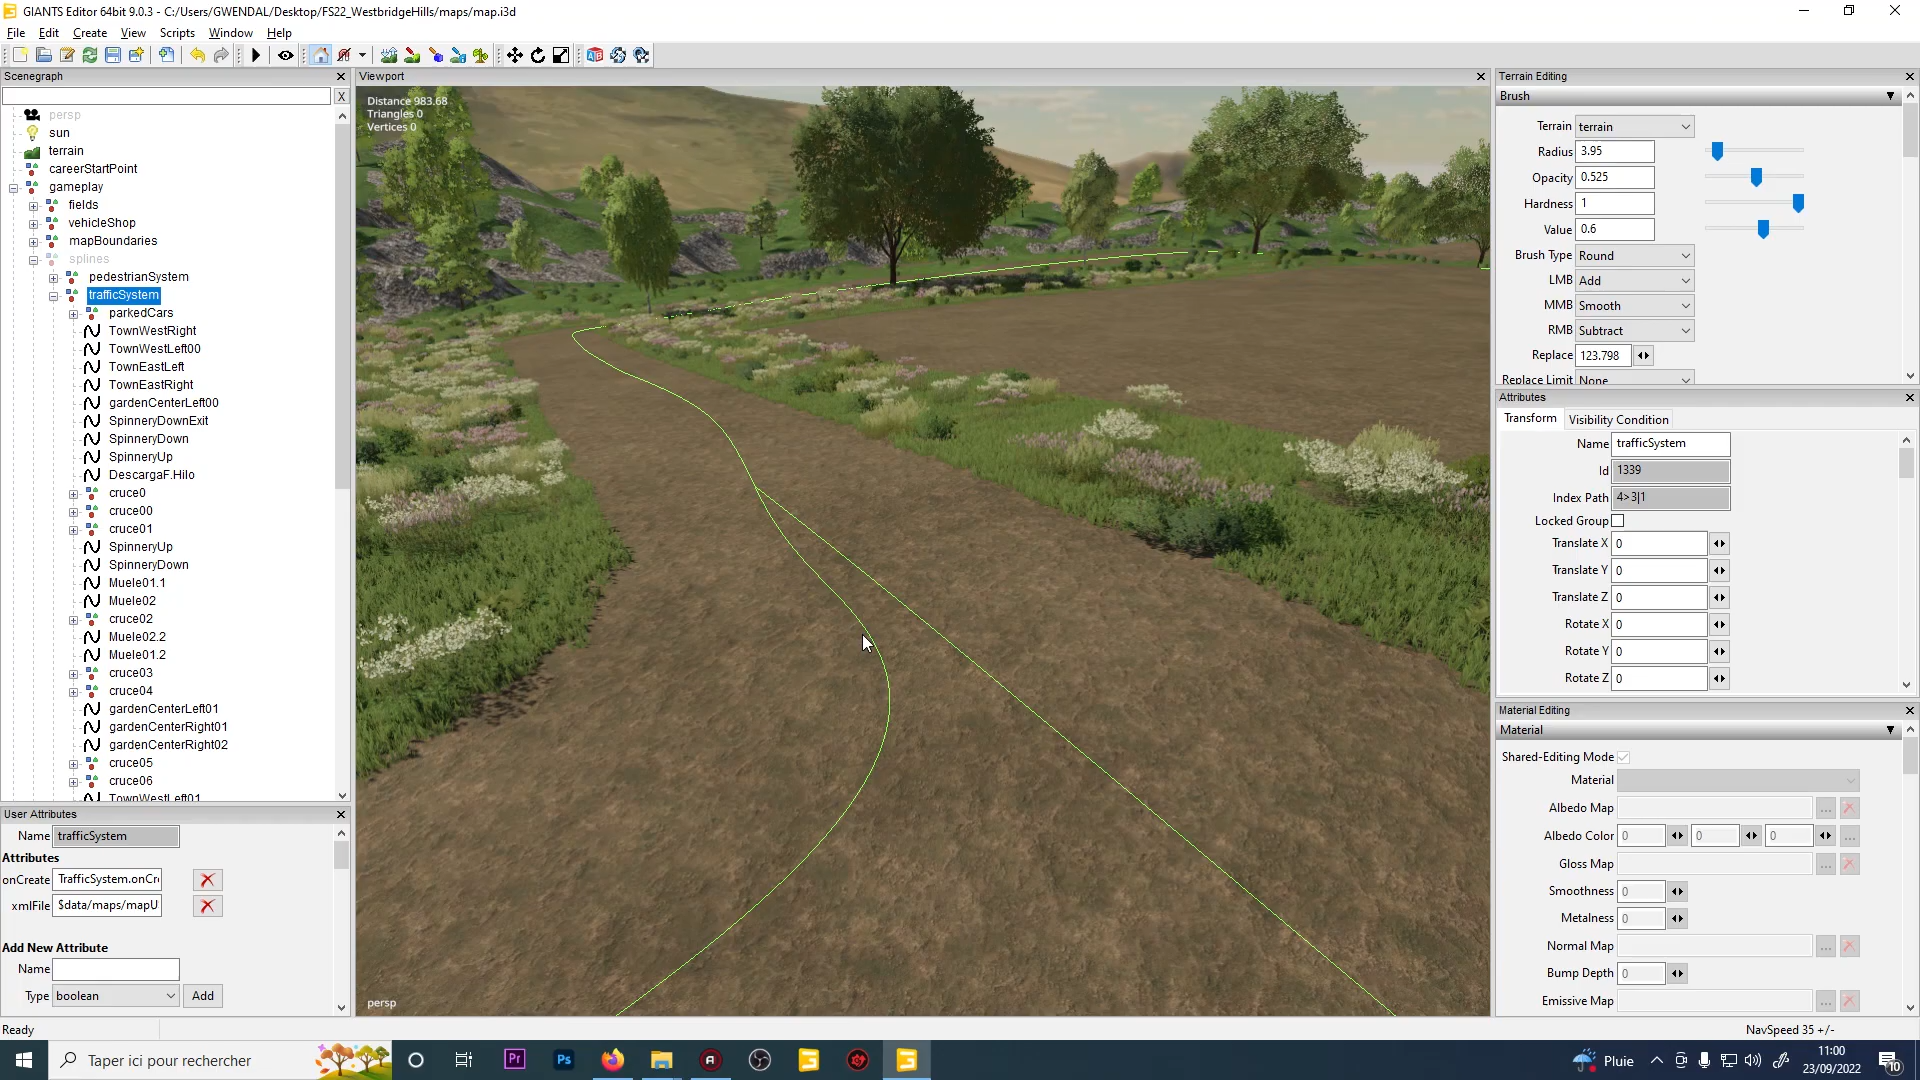 GIANTS Editor 64bit 9.0.3 - C:/Users/GWENDAL/Desktop/FS22_WestbridgeHills/maps/map.i3d
File Edit Create View Scripts Window Help
Scenegraph
X
persp
sun
terrain
careerStartPoint
gameplay
fields
vehicleShop
mapBoundaries
splines
pedestrianSystem
trafficSystem
parkedCars
TownWestRight
TownWestLeft00
TownEastLeft
TownEastRight
gardenCenterLeft00
SpinneryDownExit
SpinneryDown
SpinneryUp
DescargaF.Hilo
cruce0
cruce00
cruce01
SpinneryUp
SpinneryDown
Muele01.1
Muele02
cruce02
Muele02.2
Muele01.2
cruce03
cruce04
gardenCenterLeft01
gardenCenterRight01
gardenCenterRight02
cruce05
cruce06
TownWestLeft01
User Attributes
Name trafficSystem
Attributes
onCreate TrafficSystem.onCr
xmlFile $data/maps/mapU
Add New Attribute
Name
Type boolean Add
Viewport
Distance 983.68
Triangles 0
Vertices 0
persp
Terrain Editing
Brush
Terrain terrain
Radius 3.95
Opacity 0.525
Hardness 1
Value 0.6
Brush Type Round
LMB Add
MMB Smooth
RMB Subtract
Replace 123.798
Replace Limit None
Attributes
Transform Visibility Condition
Name trafficSystem
Id 1339
Index Path 4>3|1
Locked Group
Translate X 0
Translate Y 0
Translate Z 0
Rotate X 0
Rotate Y 0
Rotate Z 0
Material Editing
Material
Shared-Editing Mode
Material
Albedo Map ...
Albedo Color 0 0 0 ...
Gloss Map ...
Smoothness 0
Metalness 0
Normal Map ...
Bump Depth 0
Emissive Map ...
Ready
NavSpeed 35 +/-
Taper ici pour rechercher
Pr
Ps
Pluie
11:00
23/09/2022
10